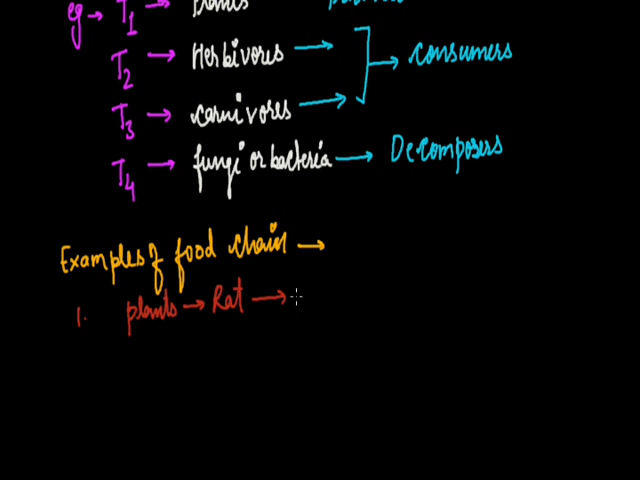 eg → T1 → plants
T2 → Herbivores →
→ consumers
T3 → carnivores →
T4 → fungi or bacteria → Decomposers
Examples of food chain →
1. plants → Rat →